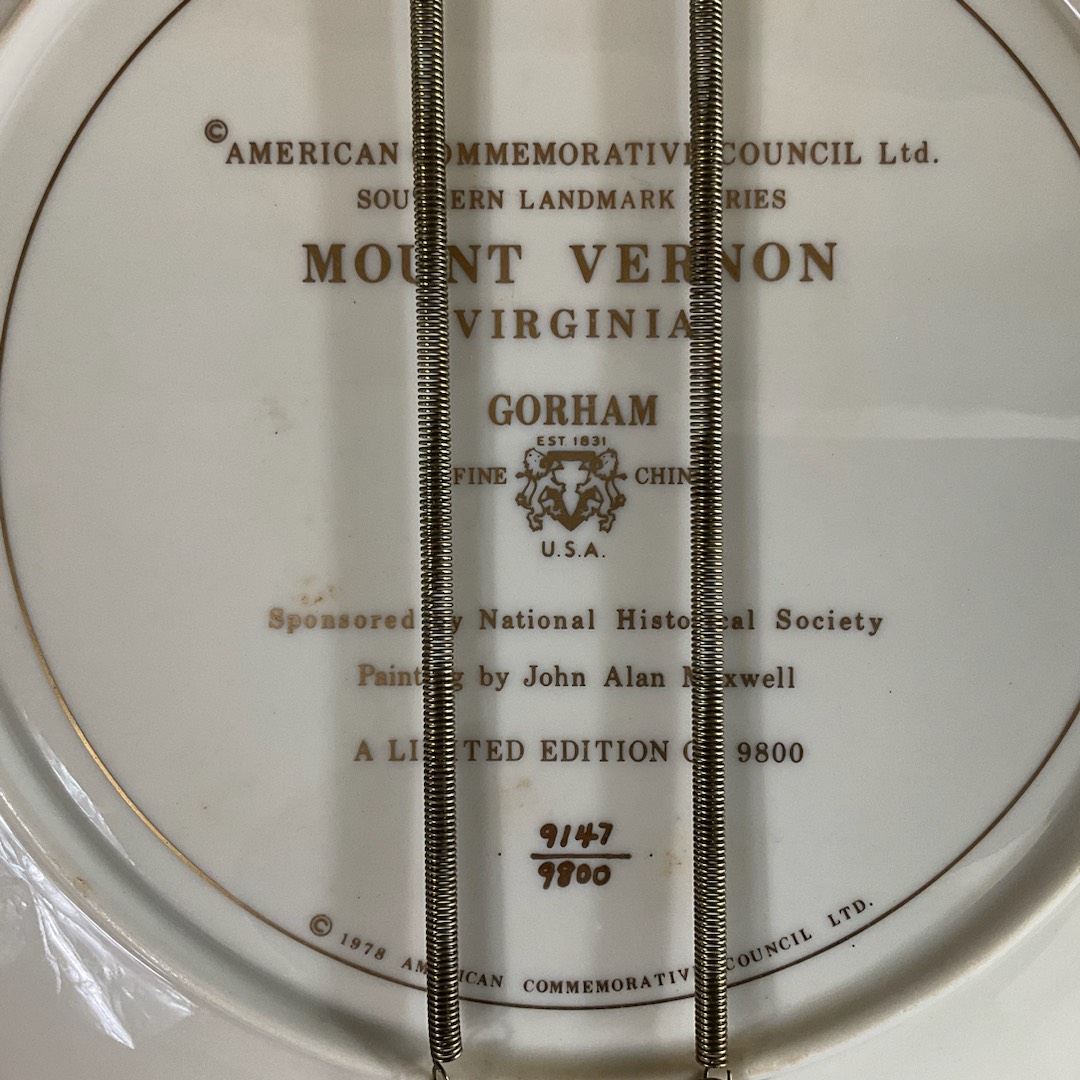 © AMERICAN COMMEMORATIVE COUNCIL Ltd.
SOUTHERN LANDMARK SERIES
MOUNT VERNON
VIRGINIA
GORHAM
EST 1831
FINE CHINA
U.S.A.
Sponsored by National Historical Society
Painting by John Alan Maxwell
A LIMITED EDITION OF 9800
9147
9800
© 1978 AMERICAN COMMEMORATIVE COUNCIL LTD.